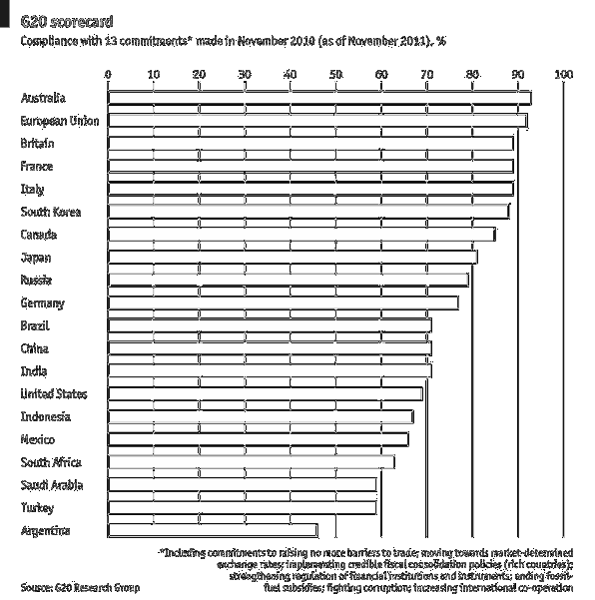 G20 scorecard
Compliance with 13 commitments* made in November 2010 (as of November 2011), %
0 10 20 30 40 50 60 70 80 90 100
Australia
European Union
Britain
France
Italy
South Korea
Canada
Japan
Russia
Germany
Brazil
China
India
United States
Indonesia
Mexico
South Africa
Saudi Arabia
Turkey
Argentina
*Including commitments to raising no more barriers to trade; moving towards market-determined
exchange rates; implementing credible fiscal consolidation policies (rich countries);
strengthening regulation of financial institutions and instruments; ending fossil-
fuel subsidies; fighting corruption; increasing international co-operation
Source: G20 Research Group